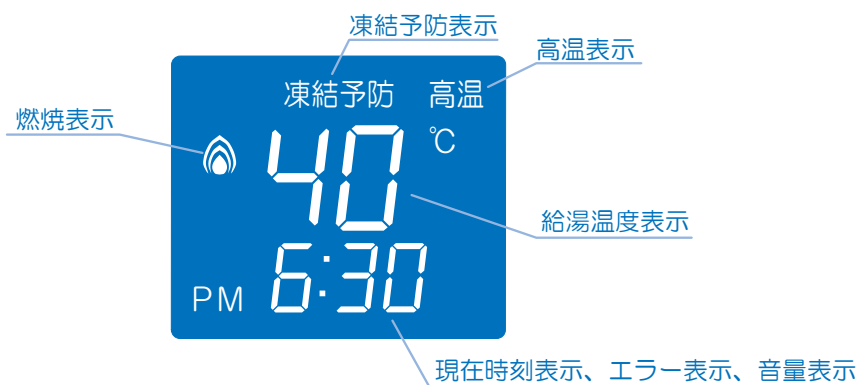 凍結予防表示
高温表示
凍結予防 高温
燃焼表示
40 ℃
給湯温度表示
PM 6:30
現在時刻表示、エラー表示、音量表示